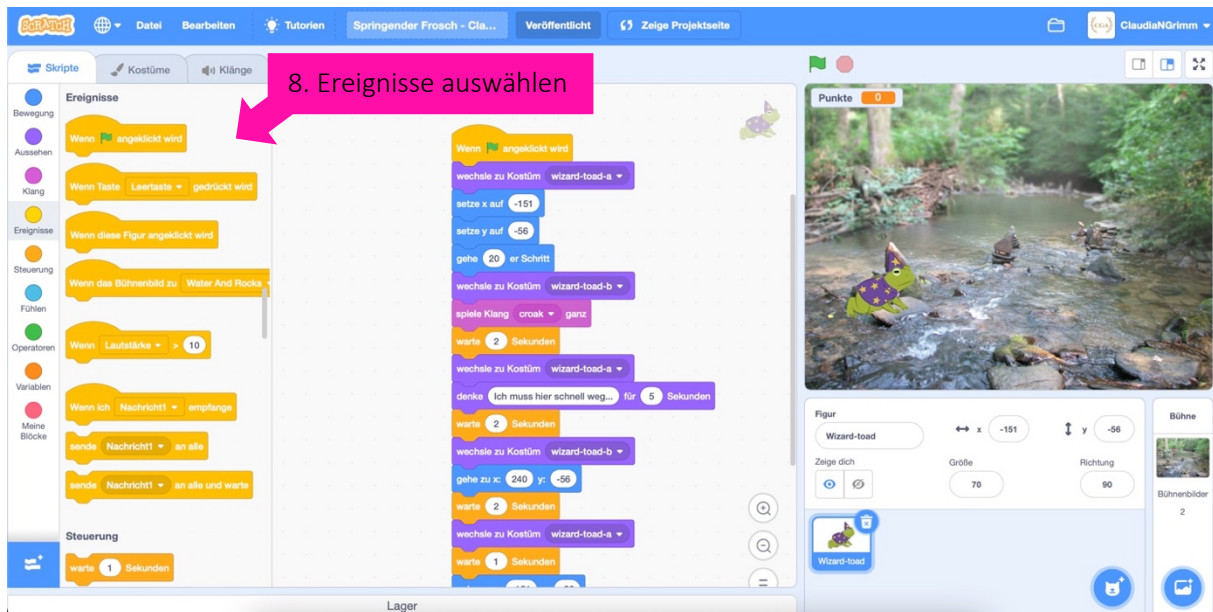 SCRATCH
Datei
Bearbeiten
Tutorien
Springender Frosch - Cla...
Veröffentlicht
Zeige Projektseite
ClaudiaNGrimm
Skripte
Kostüme
Klänge
8. Ereignisse auswählen
Bewegung
Aussehen
Klang
Ereignisse
Steuerung
Fühlen
Operatoren
Variablen
Meine
Blöcke
Ereignisse
Wenn angeklickt wird
Wenn Taste Leertaste gedrückt wird
Wenn diese Figur angeklickt wird
Wenn das Bühnenbild zu Water And Rocks
Wenn Lautstärke > 10
Wenn ich Nachricht1 empfange
sende Nachricht1 an alle
sende Nachricht1 an alle und warte
Steuerung
warte 1 Sekunden
Wenn angeklickt wird
wechsle zu Kostüm wizard-toad-a
setze x auf -151
setze y auf -56
gehe 20 er Schritt
wechsle zu Kostüm wizard-toad-b
spiele Klang croak ganz
warte 2 Sekunden
wechsle zu Kostüm wizard-toad-a
denke Ich muss hier schnell weg... für 5 Sekunden
warte 2 Sekunden
wechsle zu Kostüm wizard-toad-b
gehe zu x: 240 y: -56
warte 2 Sekunden
wechsle zu Kostüm wizard-toad-a
warte 1 Sekunden
Punkte 0
Figur
Wizard-toad
x -151
y -56
Zeige dich
Größe
70
Richtung
90
Wizard-toad
Bühne
Bühnenbilder
2
Lager